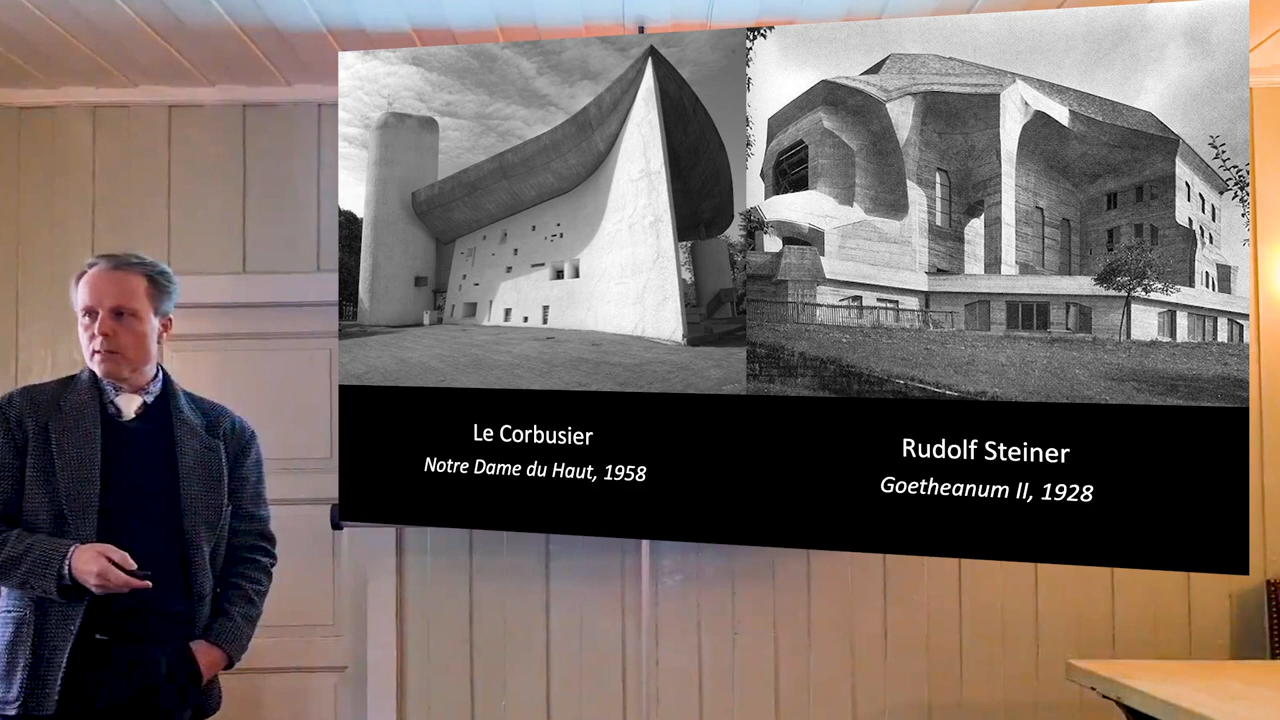 Le Corbusier
Notre Dame du Haut, 1958
Rudolf Steiner
Goetheanum II, 1928